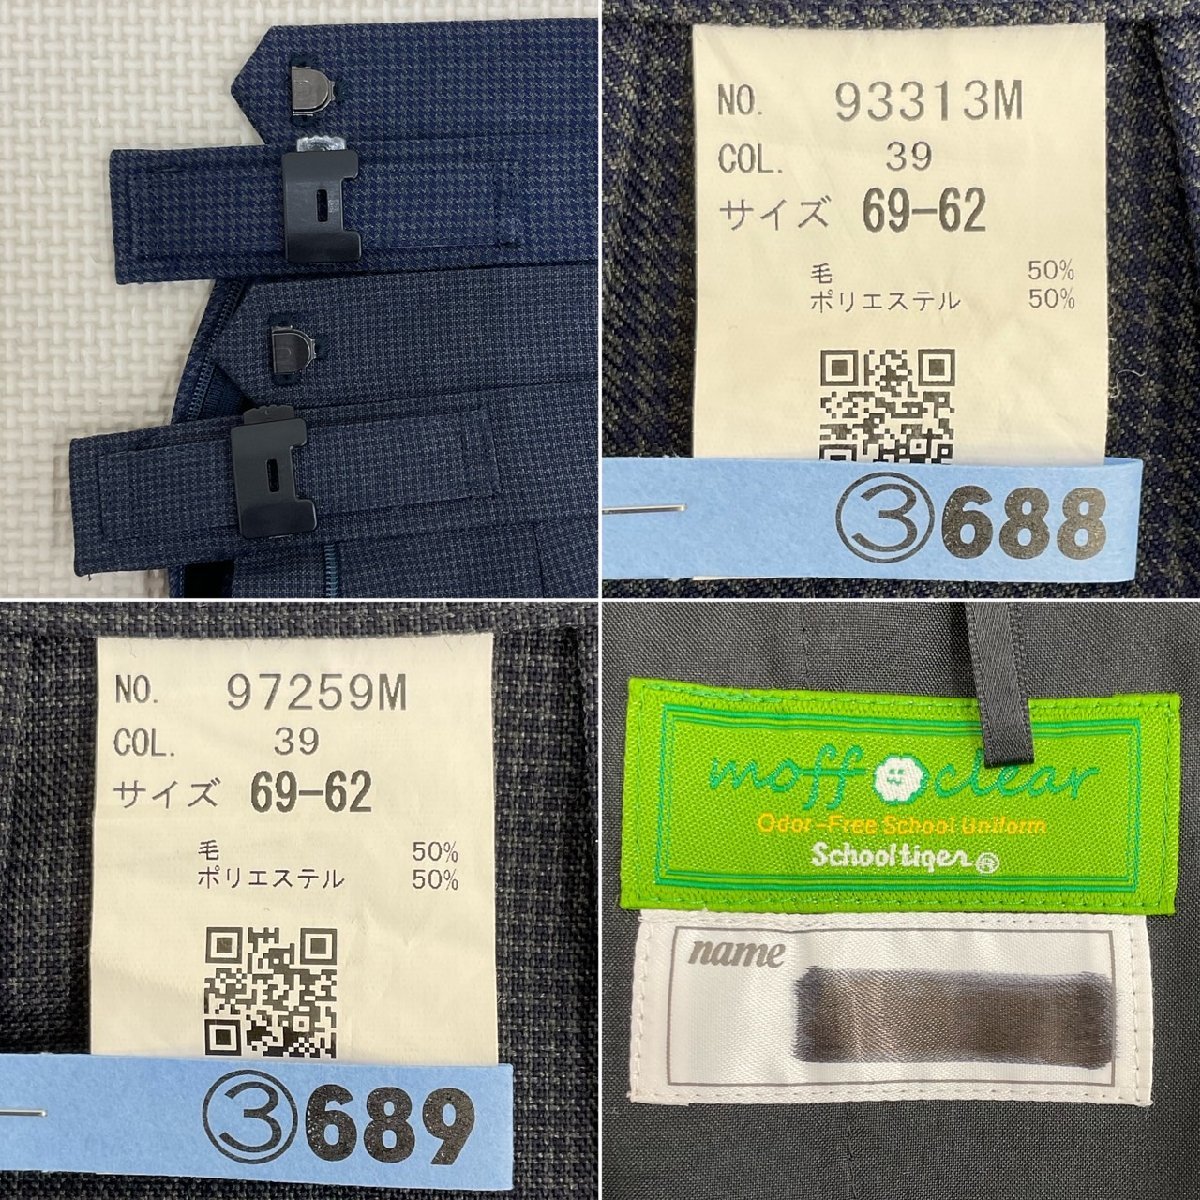 NO. 93313M
COL. 39
サイズ 69-62
毛 50%
ポリエステル 50%
③688
NO. 97259M
COL. 39
サイズ 69-62
毛 50%
ポリエステル 50%
③689
moff clear
Odor-Free School Uniform
Schooltiger®
name